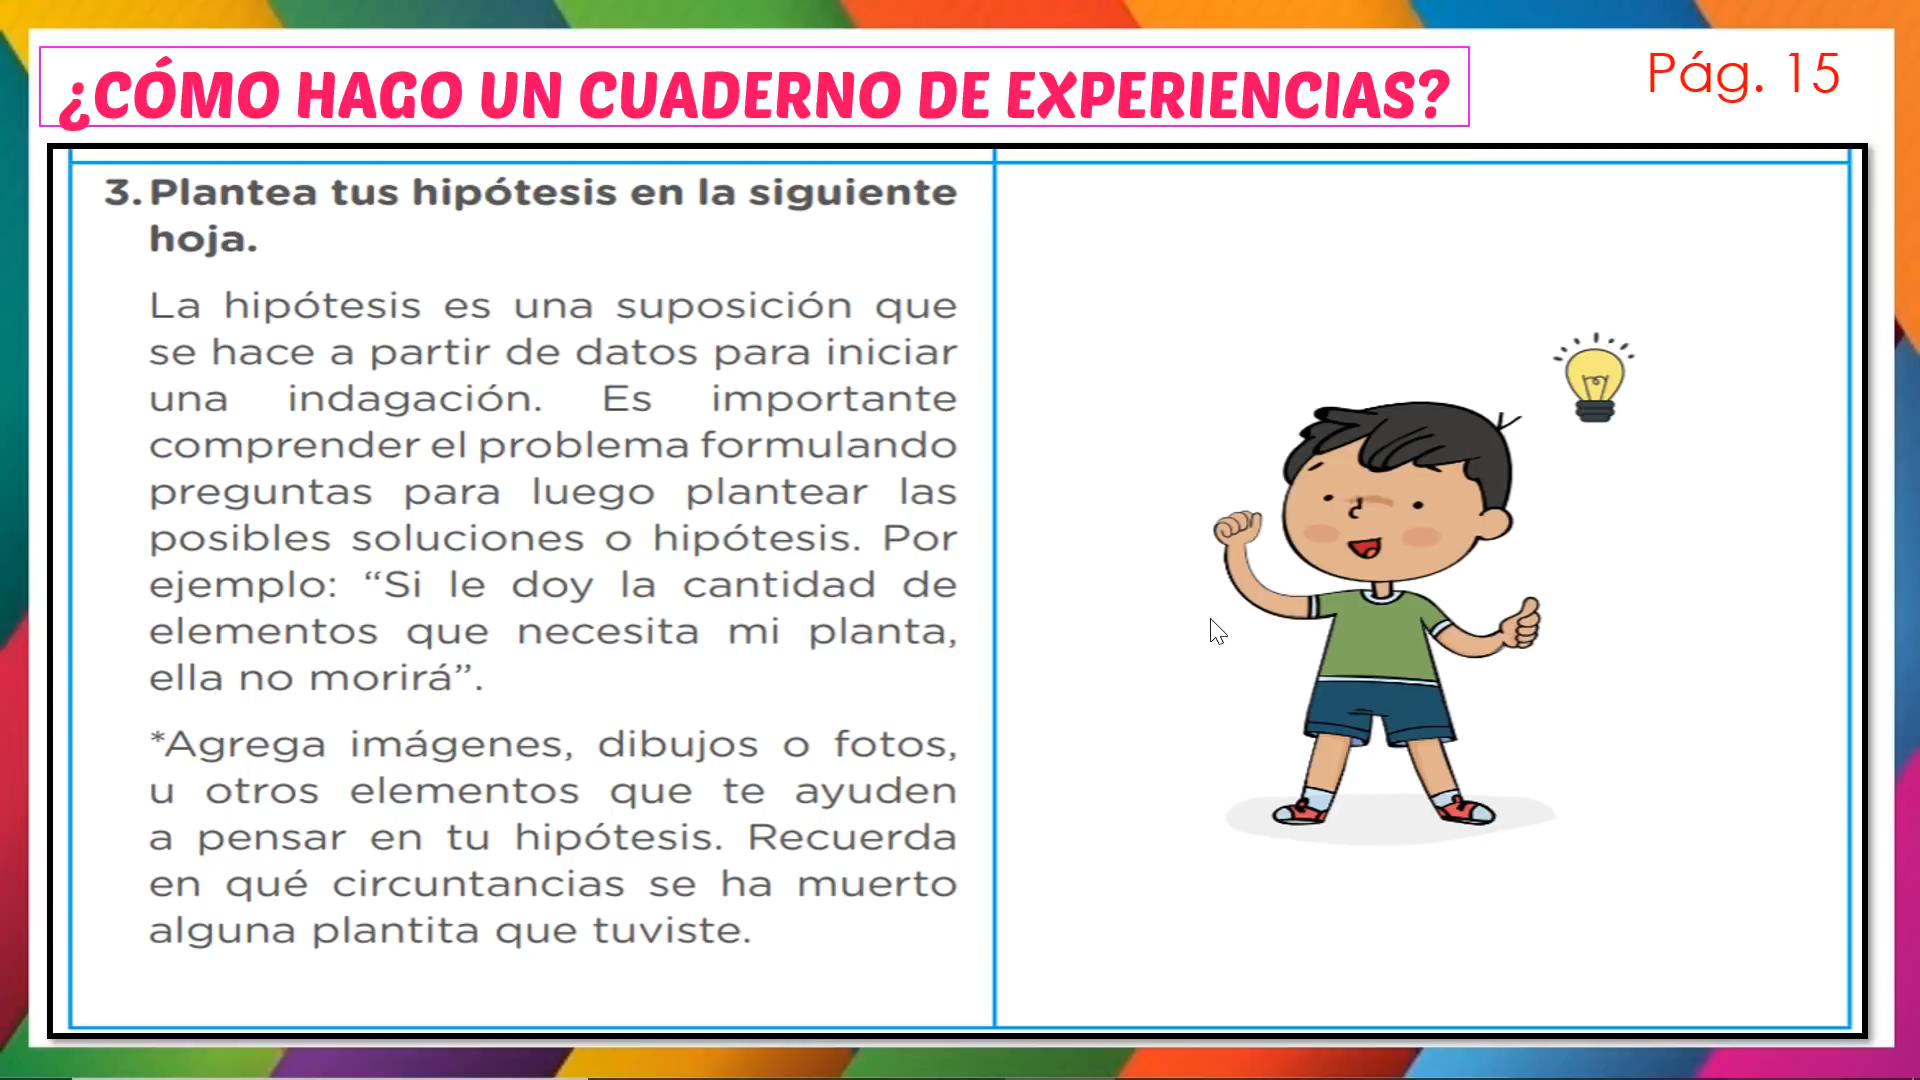 ¿CÓMO HAGO UN CUADERNO DE EXPERIENCIAS?
Pág. 15
3. Plantea tus hipótesis en la siguiente
hoja.
La hipótesis es una suposición que
se hace a partir de datos para iniciar
una indagación. Es importante
comprender el problema formulando
preguntas para luego plantear las
posibles soluciones o hipótesis. Por
ejemplo: “Si le doy la cantidad de
elementos que necesita mi planta,
ella no morirá”.
*Agrega imágenes, dibujos o fotos,
u otros elementos que te ayuden
a pensar en tu hipótesis. Recuerda
en qué circuntancias se ha muerto
alguna plantita que tuviste.